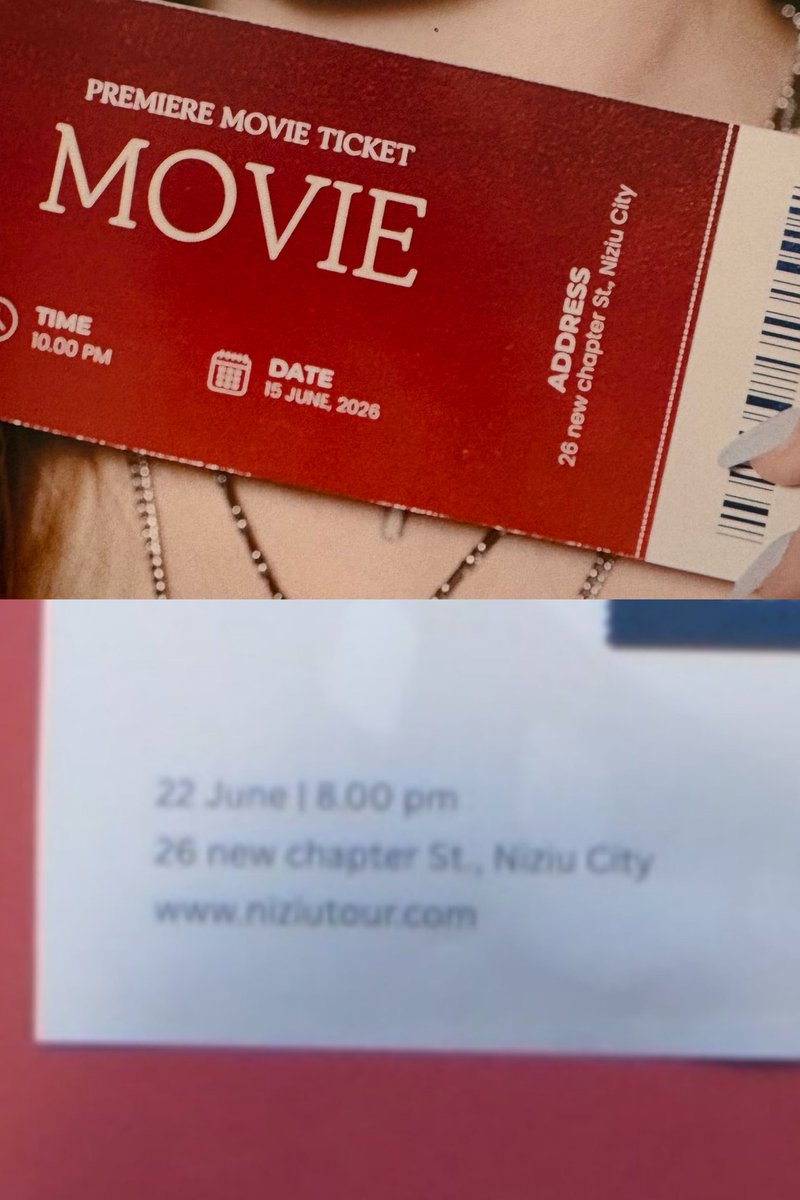 PREMIERE MOVIE TICKET
MOVIE
TIME
10.00 PM
DATE
15 JUNE, 2026
ADDRESS
26 new chapter St., Niziu City
22 June | 8.00 pm
26 new chapter St., Niziu City
www.niziutour.com